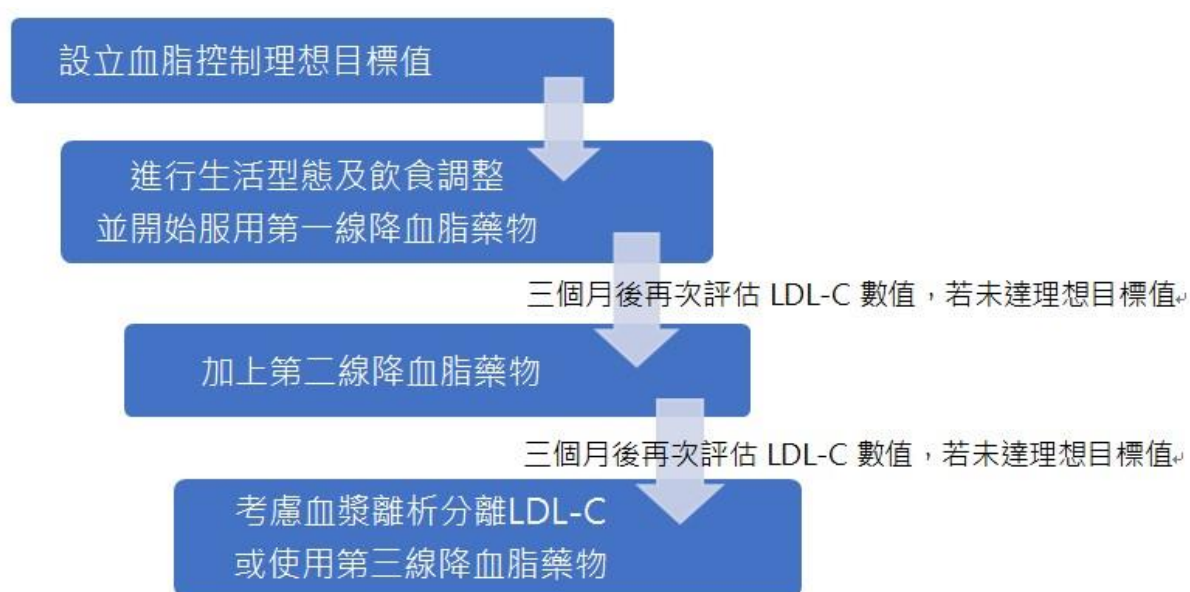 設立血脂控制理想目標值
進行生活型態及飲食調整
並開始服用第一線降血脂藥物
三個月後再次評估 LDL-C 數值，若未達理想目標值
加上第二線降血脂藥物
三個月後再次評估 LDL-C 數值，若未達理想目標值
考慮血漿離析分離LDL-C
或使用第三線降血脂藥物